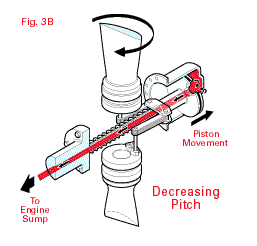 Fig. 3B
Piston
Movement
Decreasing
Pitch
To
Engine
Sump